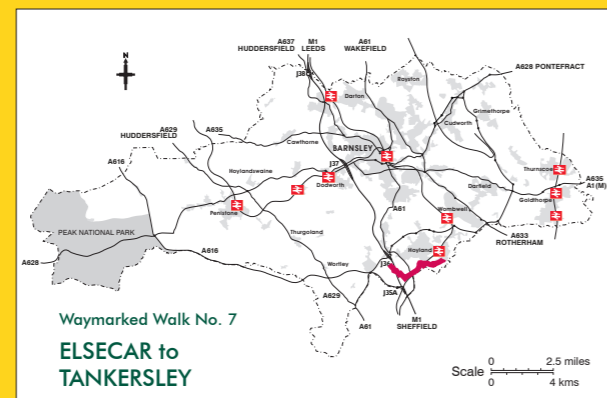 A637
HUDDERSFIELD
M1
LEEDS
A61
WAKEFIELD
N
J38
Royston
A628 PONTEFRACT
Darton
Grimethorpe
Cudworth
A629
HUDDERSFIELD
A635
Cawthorne
BARNSLEY
A616
J37
Thurnscoe
Hoylandswaine
Dodworth
Darfield
A635
A1(M)
Goldthorpe
Penistone
A61
Wombwell
PEAK NATIONAL PARK
Thurgoland
A633
ROTHERHAM
A616
Hoyland
A628
Wortley
J36
J35A
A629
A61
M1
SHEFFIELD
Waymarked Walk No. 7
ELSECAR to
TANKERSLEY
Scale
0 2.5 miles
0 4 kms